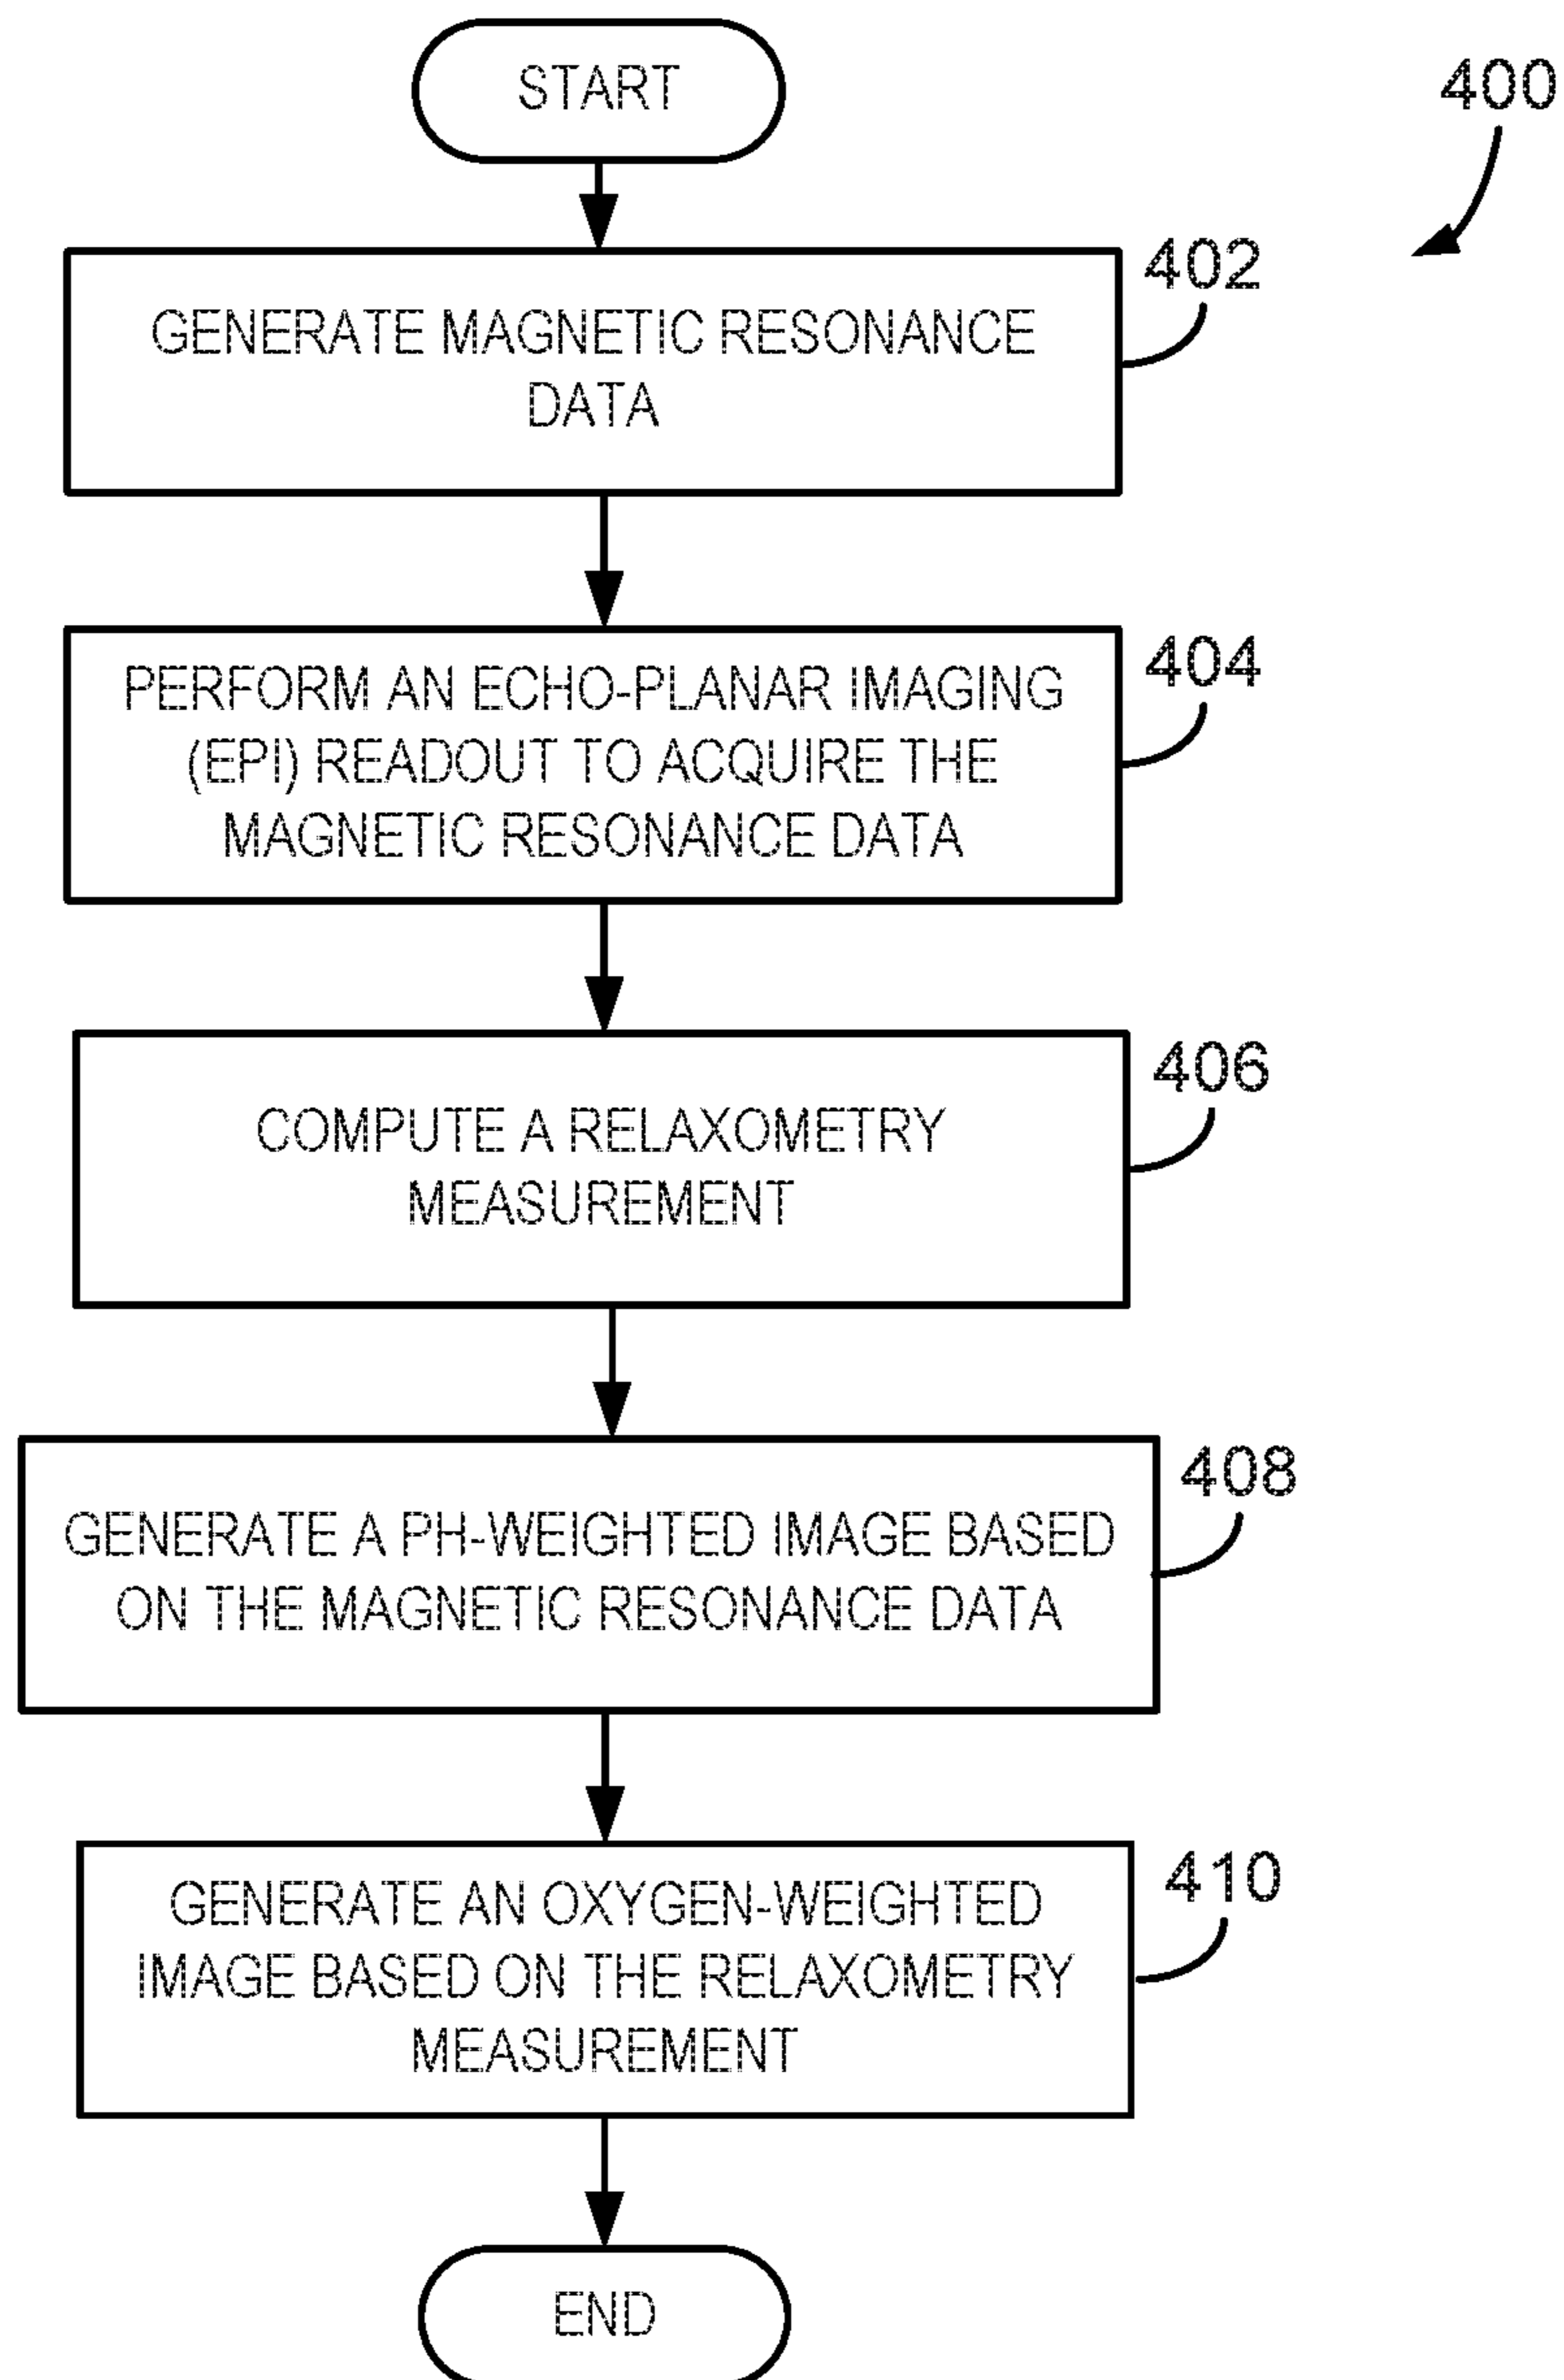 START
400
402
GENERATE MAGNETIC RESONANCE
DATA
404
PERFORM AN ECHO-PLANAR IMAGING
(EPI) READOUT TO ACQUIRE THE
MAGNETIC RESONANCE DATA
406
COMPUTE A RELAXOMETRY
MEASUREMENT
408
GENERATE A PH-WEIGHTED IMAGE BASED
ON THE MAGNETIC RESONANCE DATA
410
GENERATE AN OXYGEN-WEIGHTED
IMAGE BASED ON THE RELAXOMETRY
MEASUREMENT
END